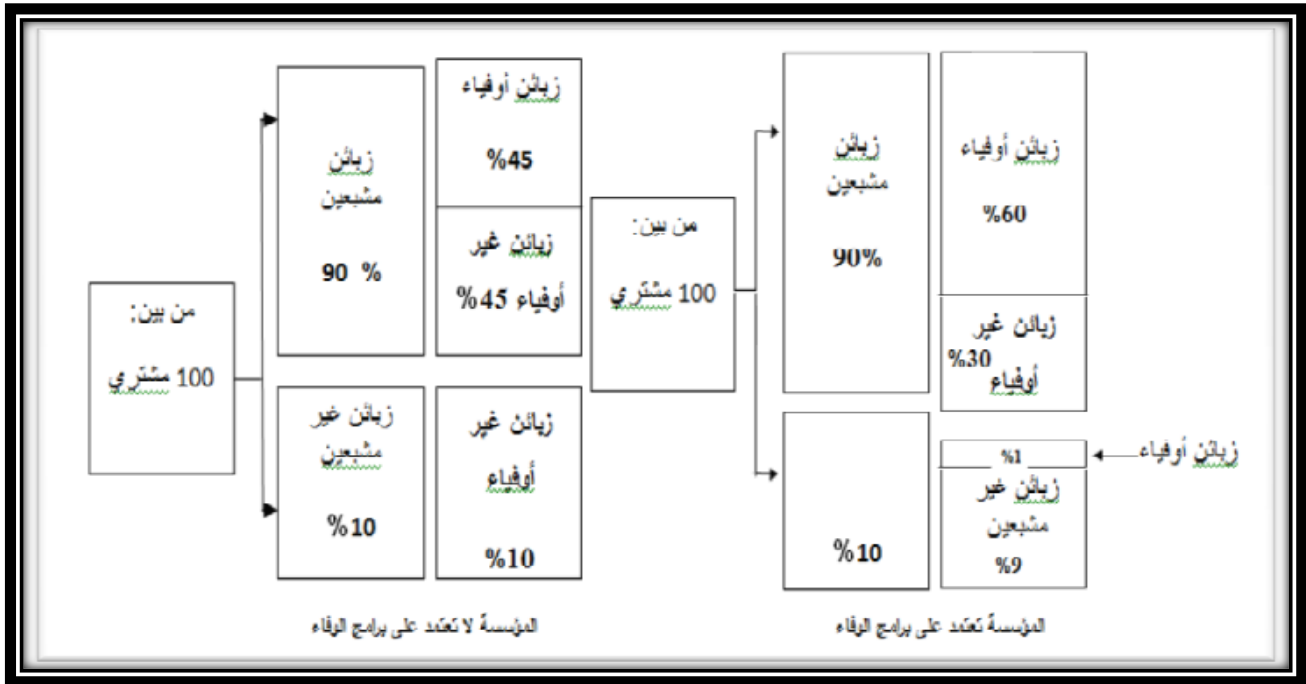 من بين:
100 مشتري
زبائن
مشبعين
90 %
زبائن أوفياء
%45
زبائن غير
أوفياء 45%
زبائن غير
مشبعين
%10
زبائن غير
أوفياء
%10
المؤسسة لا تعتمد على برامج الوفاء
من بين:
100 مشتري
زبائن
مشبعين
90%
زبائن أوفياء
%60
زبائن غير
%30
أوفياء
%10
%1
زبائن أوفياء
زبائن غير
مشبعين
%9
المؤسسة تعتمد على برامج الوفاء